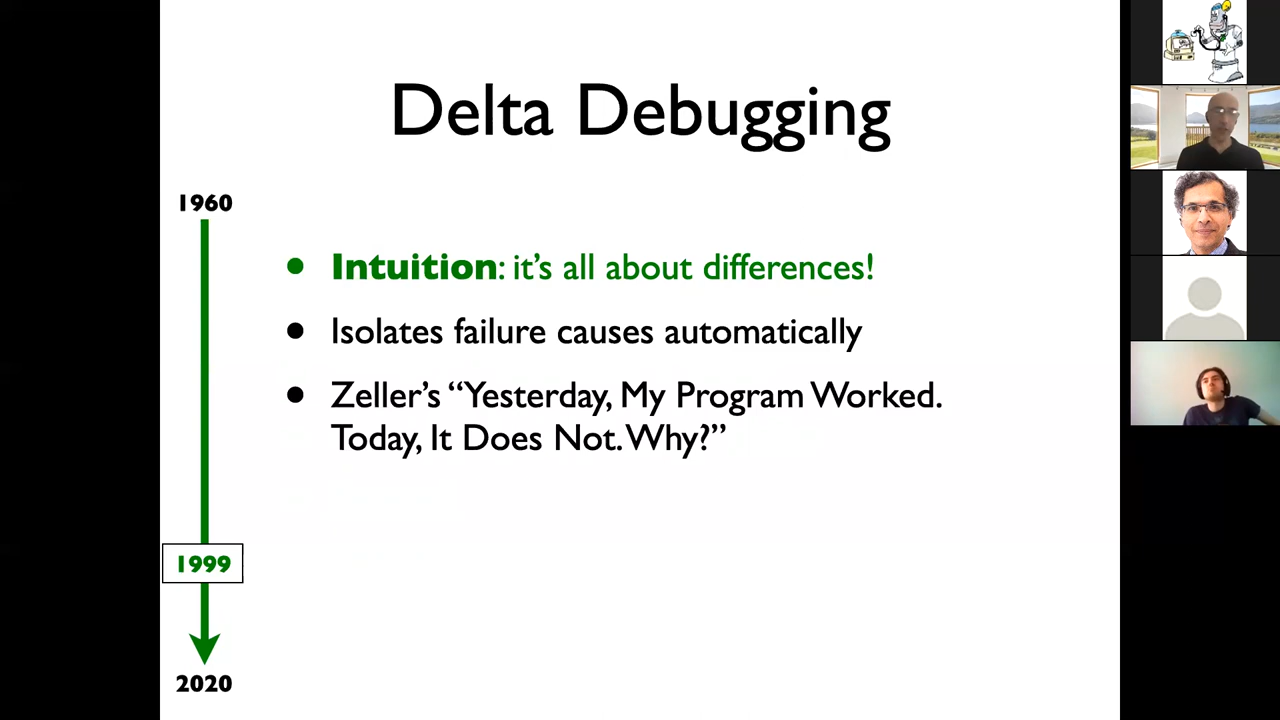 Delta Debugging
1960
• Intuition: it’s all about differences!
• Isolates failure causes automatically
• Zeller’s “Yesterday, My Program Worked.
Today, It Does Not. Why?”
1999
2020